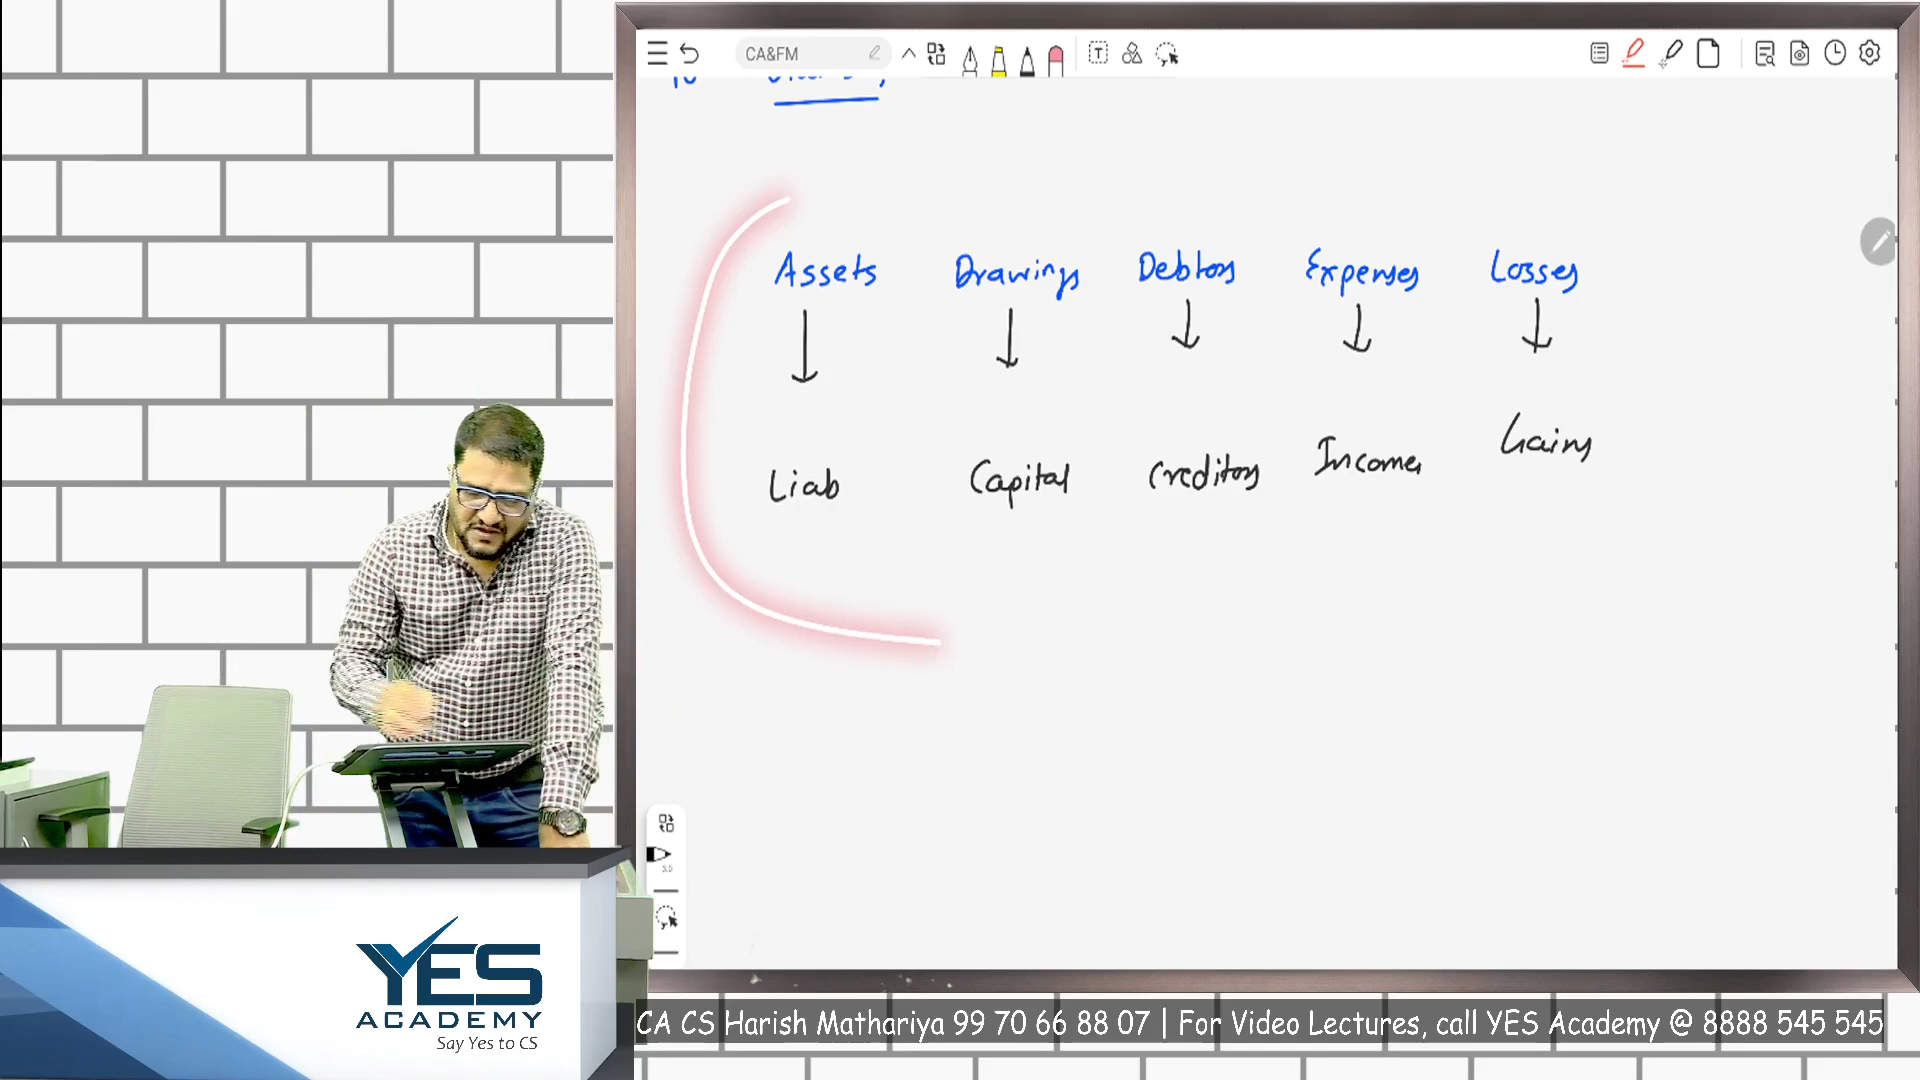 CA&FM
Assets Drawings Debtors Expenses Losses
Liab Capital Creditors Incomes Gains
YES
ACADEMY
Say Yes to CS
CA CS Harish Mathariya 99 70 66 88 07 | For Video Lectures, call YES Academy @ 8888 545 545